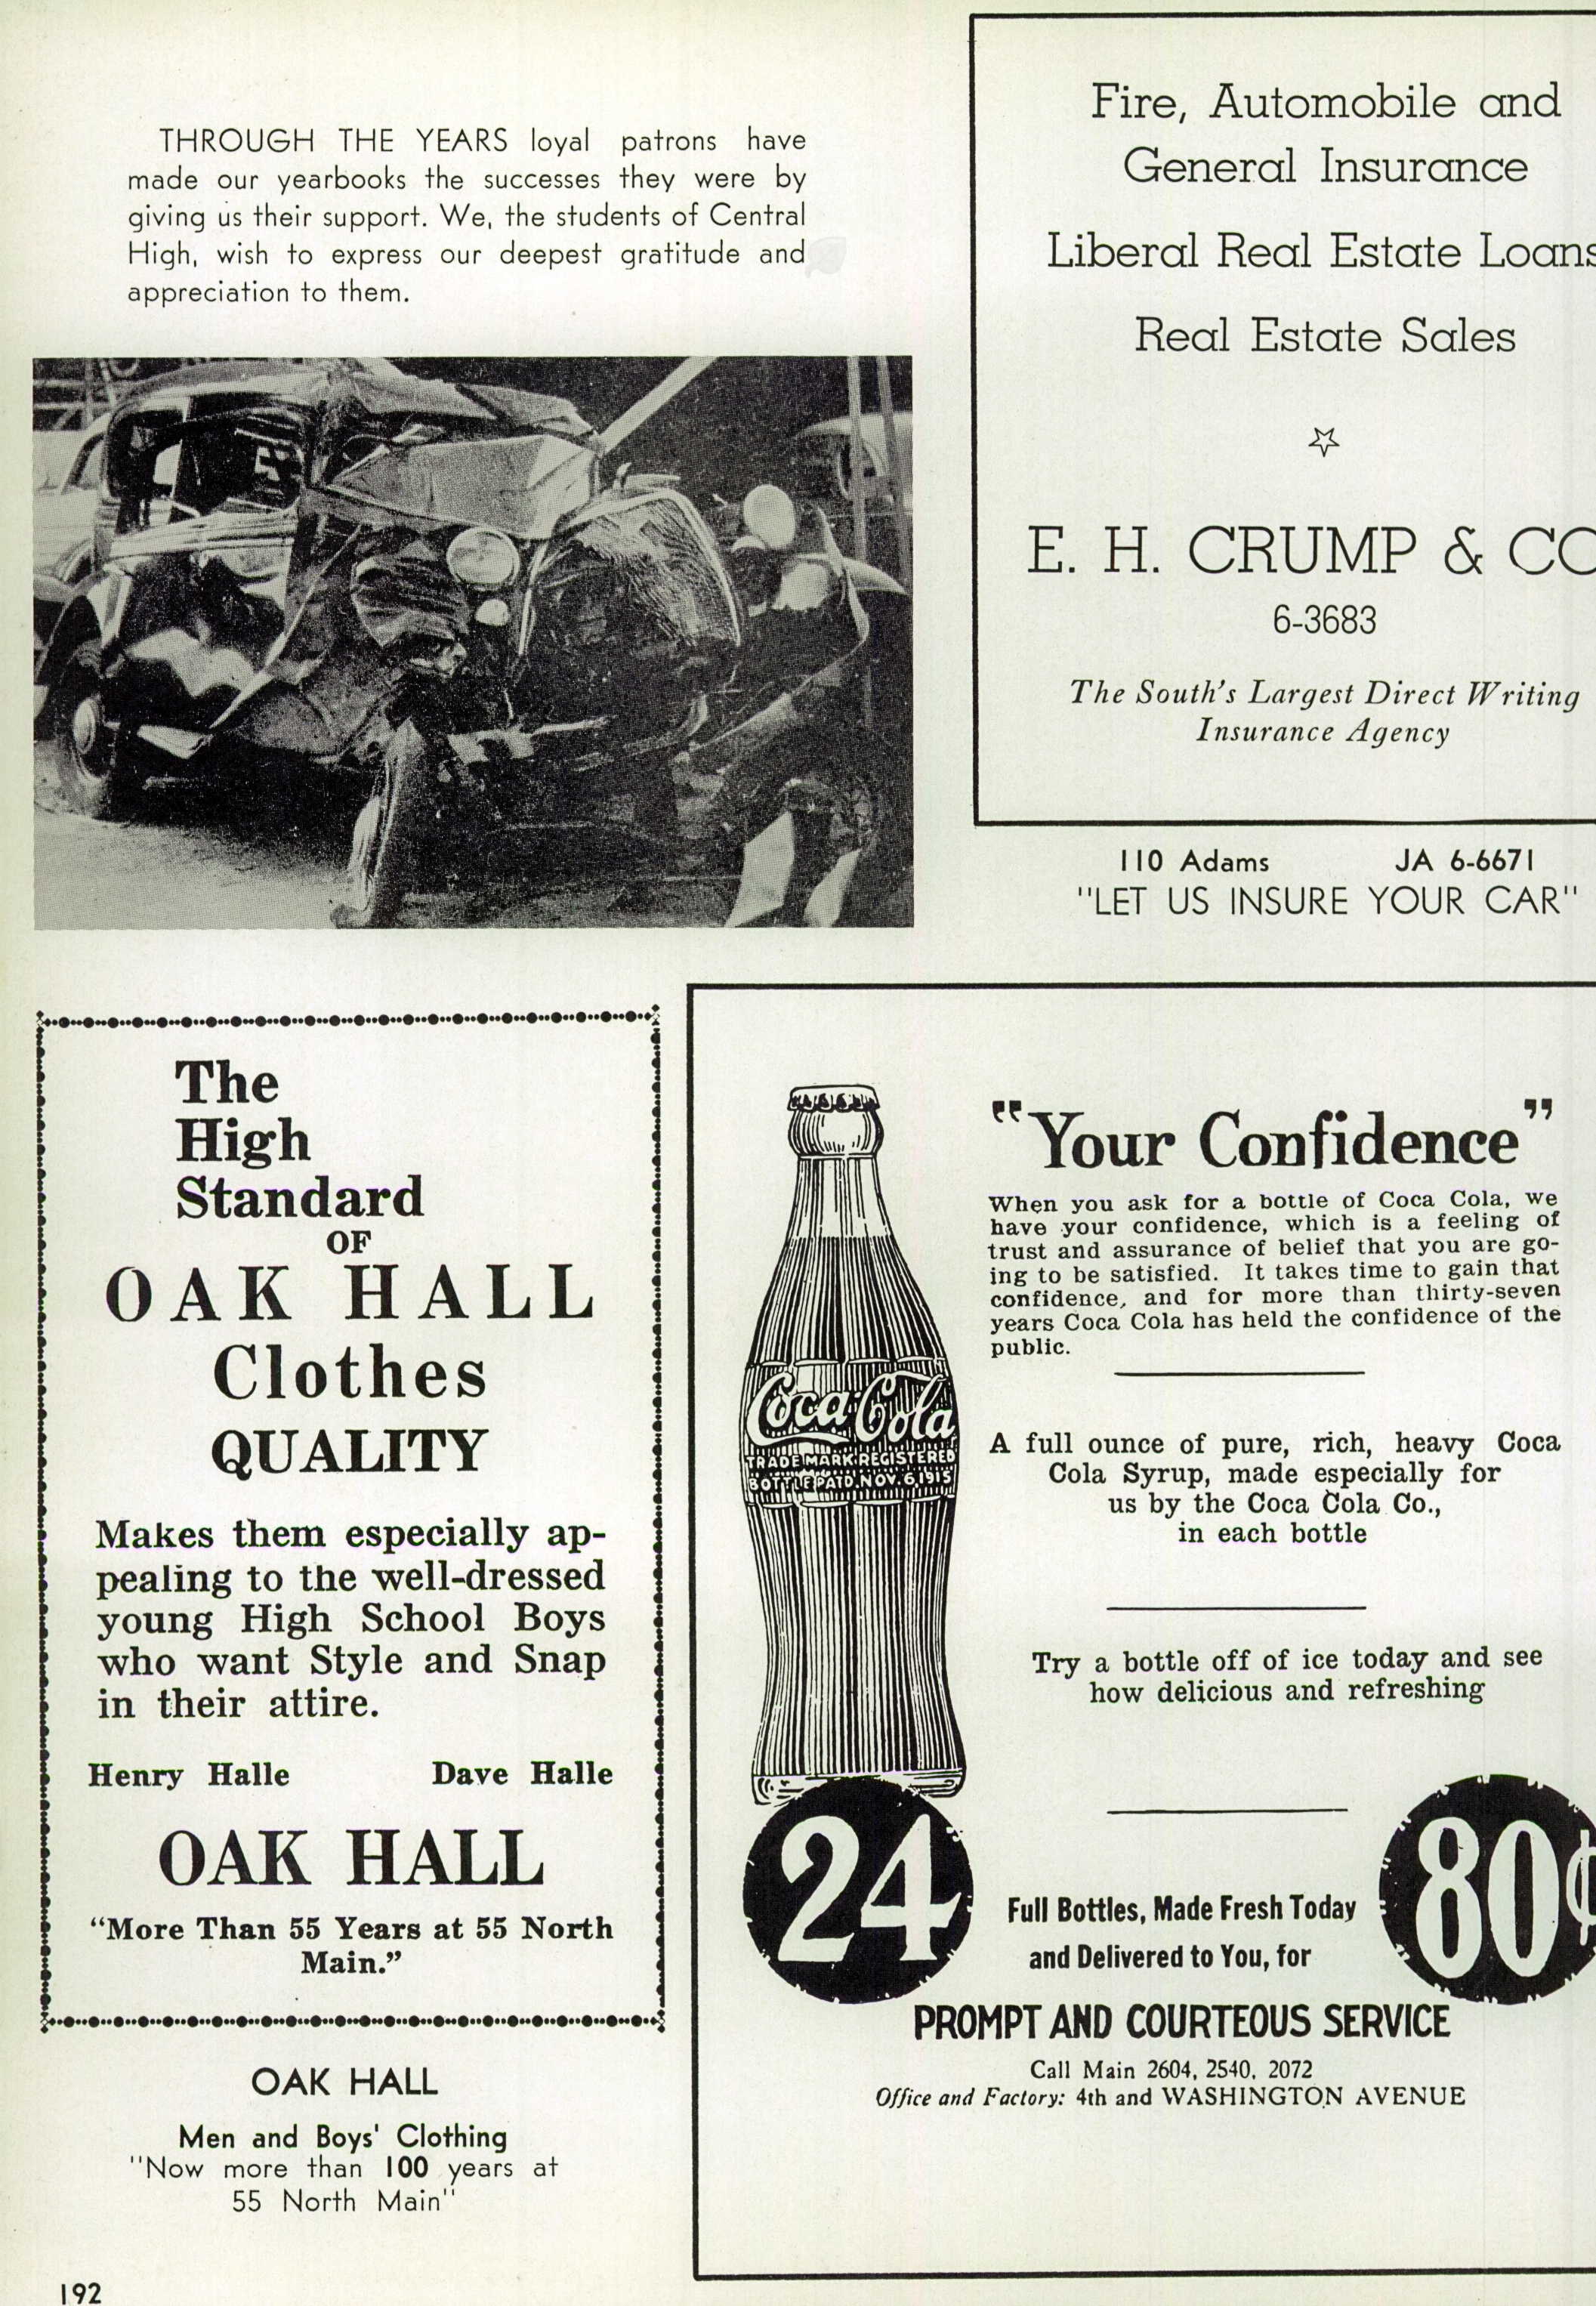 THROUGH THE YEARS loyal patrons have
made our yearbooks the successes they were by
giving us their support. We, the students of Central
High, wish to express our deepest gratitude and
appreciation to them.
Fire, Automobile and
General Insurance
Liberal Real Estate Loans
Real Estate Sales
E. H. CRUMP & CO
6-3683
The South's Largest Direct Writing
Insurance Agency
110 Adams JA 6-6671
"LET US INSURE YOUR CAR"
The
High
Standard
OF
OAK HALL
Clothes
QUALITY
Makes them especially ap-
pealing to the well-dressed
young High School Boys
who want Style and Snap
in their attire.
Henry Halle Dave Halle
OAK HALL
"More Than 55 Years at 55 North
Main."
OAK HALL
Men and Boys' Clothing
"Now more than 100 years at
55 North Main"
"Your Confidence"
When you ask for a bottle of Coca Cola, we
have your confidence, which is a feeling of
trust and assurance of belief that you are go-
ing to be satisfied. It takes time to gain that
confidence, and for more than thirty-seven
years Coca Cola has held the confidence of the
public.
Coca-Cola
TRADE MARK REGISTERED
BOTTLE PAT'D. NOV. 6, 1915
A full ounce of pure, rich, heavy Coca
Cola Syrup, made especially for
us by the Coca Cola Co.,
in each bottle
Try a bottle off of ice today and see
how delicious and refreshing
24
Full Bottles, Made Fresh Today
and Delivered to You, for
80¢
PROMPT AND COURTEOUS SERVICE
Call Main 2604, 2540, 2072
Office and Factory: 4th and WASHINGTON AVENUE
192